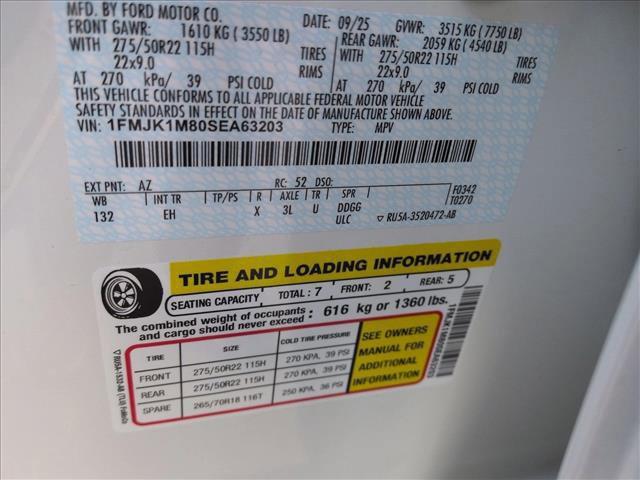 MFD. BY FORD MOTOR CO. DATE: 09/25 GVWR: 3515 KG (7750 LB)
FRONT GAWR: 1610 KG (3550 LB) REAR GAWR: 2059 KG (4540 LB)
WITH 275/50R22 115H TIRES WITH 275/50R22 115H TIRES
22x9.0 RIMS 22x9.0 RIMS
AT 270 kPa/ 39 PSI COLD AT 270 kPa/ 39 PSI COLD
THIS VEHICLE CONFORMS TO ALL APPLICABLE FEDERAL MOTOR VEHICLE
SAFETY STANDARDS IN EFFECT ON THE DATE OF MANUFACTURE SHOWN ABOVE.
VIN: 1FMJK1M80SEA63203 TYPE: MPV
EXT PNT: AZ RC: 52 DSO: F0342
WB INT TR TP/PS R AXLE TR SPR T0270
132 EH X 3L U DDGG
ULC ▽ RU5A-3520472-AB
TIRE AND LOADING INFORMATION
SEATING CAPACITY TOTAL: 7 FRONT: 2 REAR: 5
The combined weight of occupants
and cargo should never exceed : 616 kg or 1360 lbs.
TIRE SIZE COLD TIRE PRESSURE
FRONT 275/50R22 115H 270 KPA, 39 PSI
REAR 275/50R22 115H 270 KPA, 39 PSI
SPARE 265/70R18 116T 250 KPA, 36 PSI
SEE OWNERS
MANUAL FOR
ADDITIONAL
INFORMATION
1FMJK1M80SEA63203